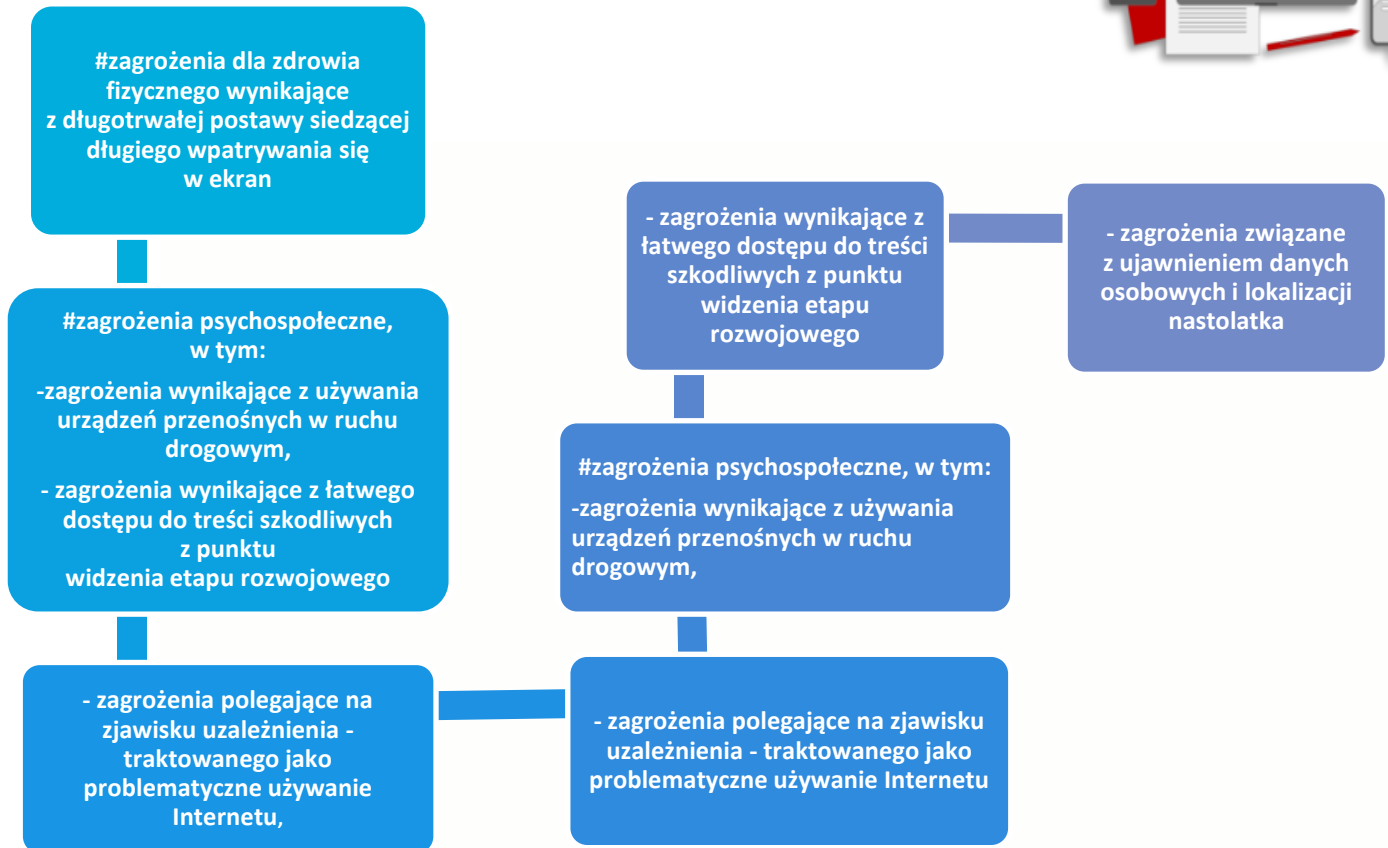 #zagrożenia dla zdrowia
fizycznego wynikające
z długotrwałej postawy siedzącej
długiego wpatrywania się
w ekran
#zagrożenia psychospołeczne,
w tym:
-zagrożenia wynikające z używania
urządzeń przenośnych w ruchu
drogowym,
- zagrożenia wynikające z łatwego
dostępu do treści szkodliwych
z punktu
widzenia etapu rozwojowego
- zagrożenia polegające na
zjawisku uzależnienia -
traktowanego jako
problematyczne używanie
Internetu,
- zagrożenia polegające na zjawisku
uzależnienia - traktowanego jako
problematyczne używanie Internetu
#zagrożenia psychospołeczne, w tym:
-zagrożenia wynikające z używania
urządzeń przenośnych w ruchu
drogowym,
- zagrożenia wynikające z
łatwego dostępu do treści
szkodliwych z punktu
widzenia etapu
rozwojowego
- zagrożenia związane
z ujawnieniem danych
osobowych i lokalizacji
nastolatka